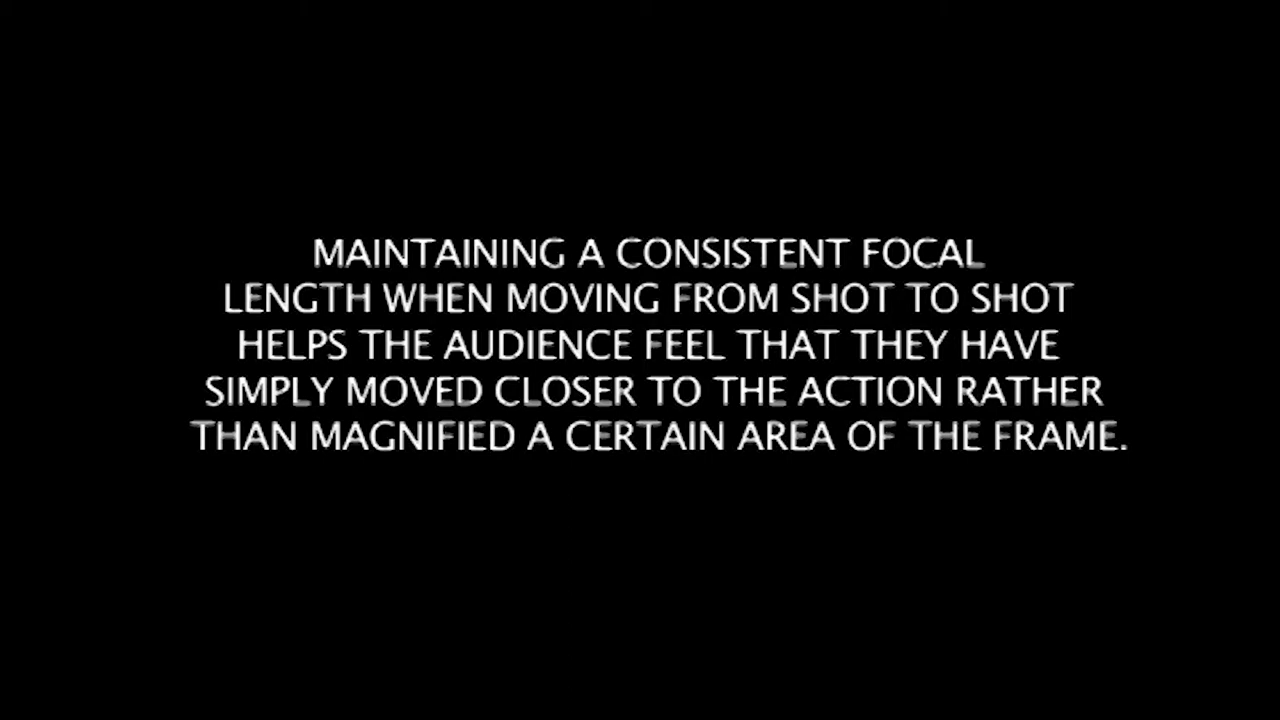 MAINTAINING A CONSISTENT FOCAL
LENGTH WHEN MOVING FROM SHOT TO SHOT
HELPS THE AUDIENCE FEEL THAT THEY HAVE
SIMPLY MOVED CLOSER TO THE ACTION RATHER
THAN MAGNIFIED A CERTAIN AREA OF THE FRAME.